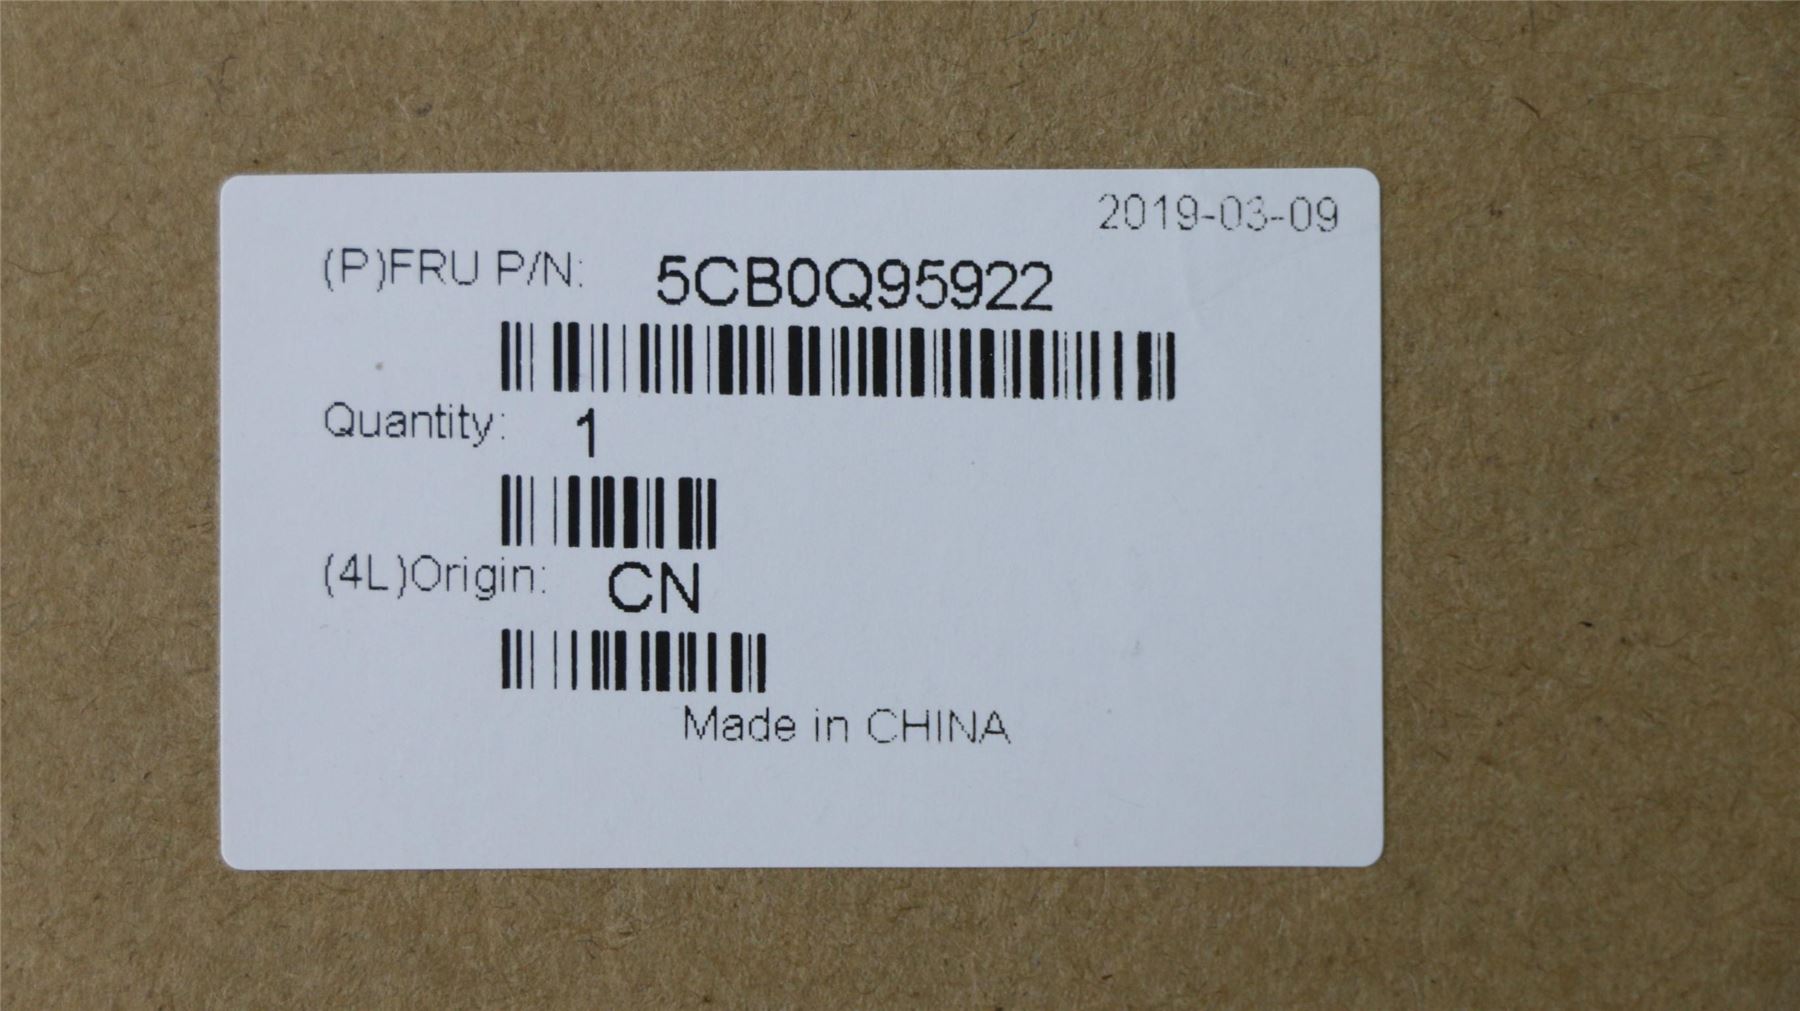 2019-03-09
(P)FRU P/N: 5CB0Q95922
Quantity: 1
(4L)Origin: CN
Made in CHINA